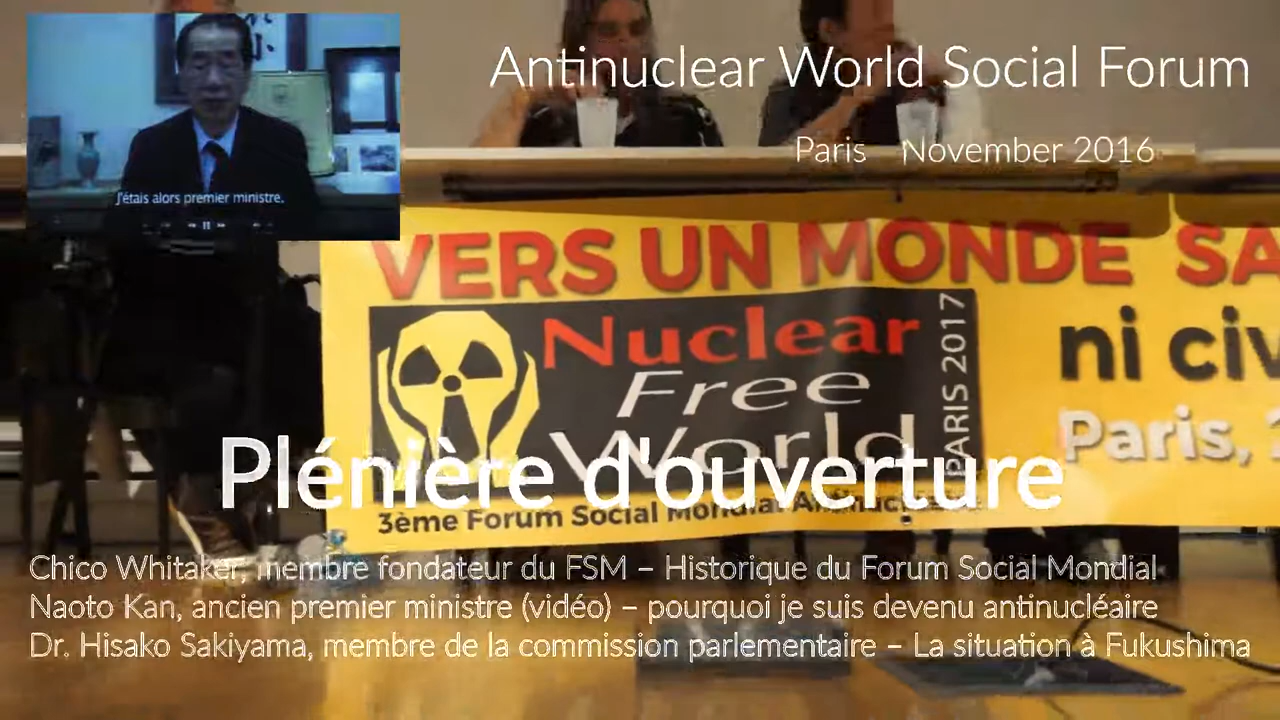 Antinuclear World Social Forum
Paris November 2016
J'étais alors premier ministre.
VERS UN MONDE SA
Nuclear
Free
World
PARIS 2017
ni civ
Paris,
Plénière d'ouverture
3ème Forum Social Mondial
Chico Whitaker, membre fondateur du FSM – Historique du Forum Social Mondial
Naoto Kan, ancien premier ministre (vidéo) – pourquoi je suis devenu antinucléaire
Dr. Hisako Sakiyama, membre de la commission parlementaire – La situation à Fukushima